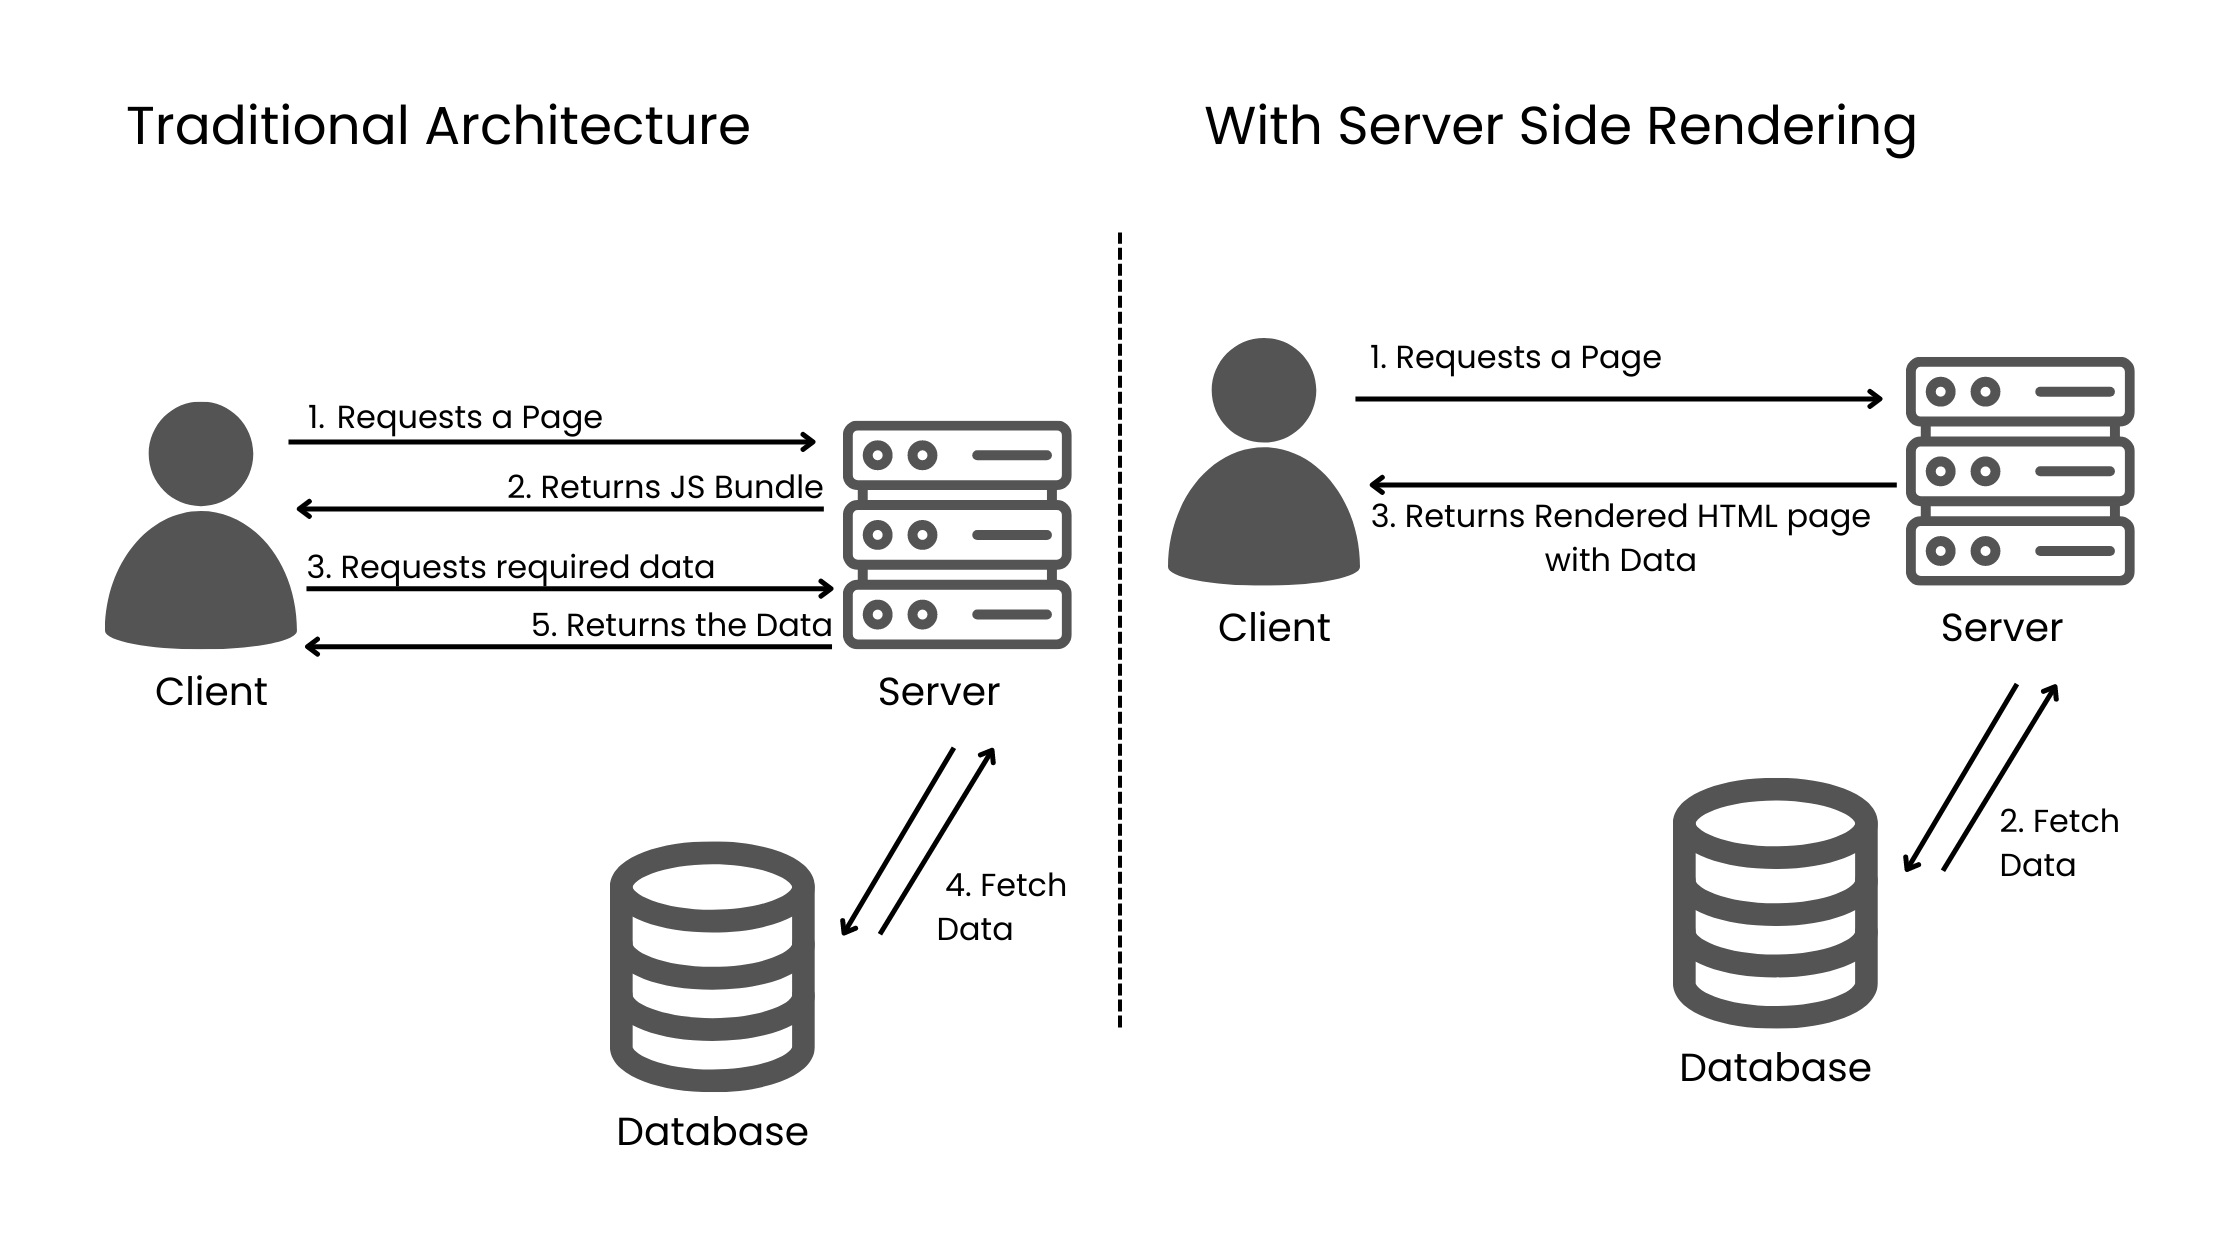 Traditional Architecture
1. Requests a Page
2. Returns JS Bundle
3. Requests required data
5. Returns the Data
Client
Server
4. Fetch
Data
Database
With Server Side Rendering
1. Requests a Page
3. Returns Rendered HTML page
with Data
Client
Server
2. Fetch
Data
Database